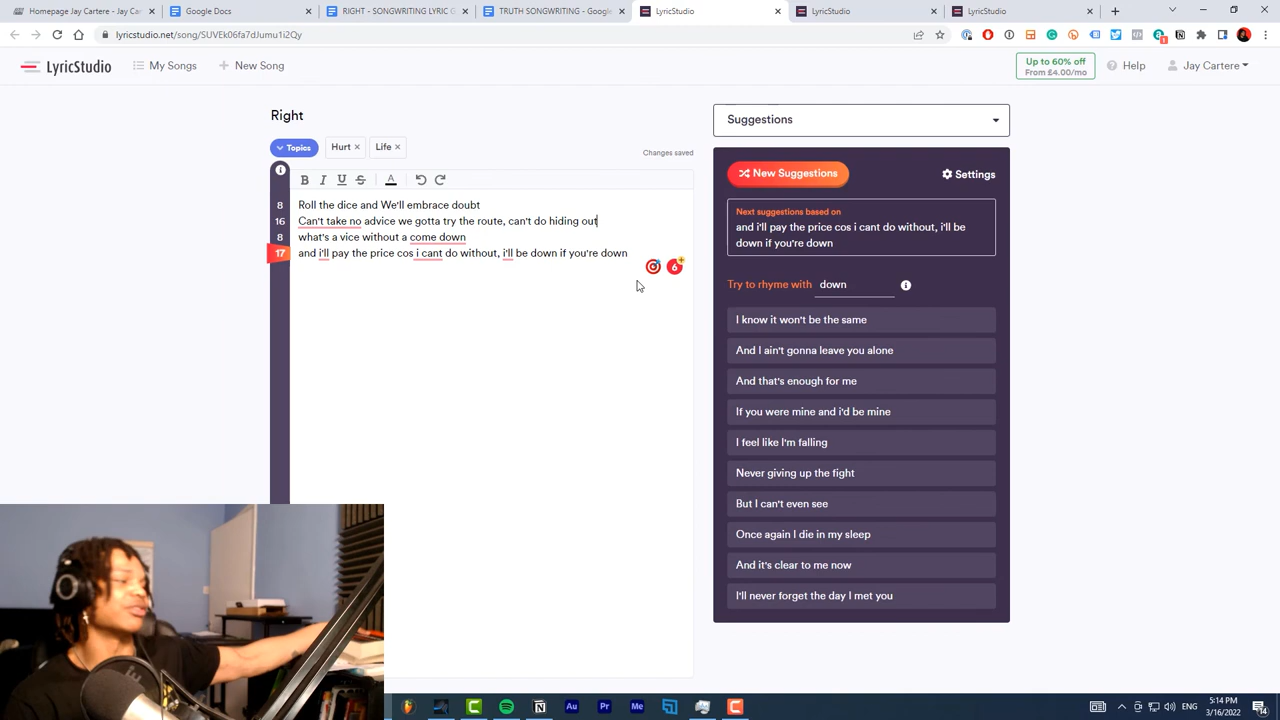 Homepage Jay Cartere - Jay Car
Google Docs
RIGHT - SONGWRITING LYRIC G
TRUTH SONGWRITING - Google
LyricStudio
LyricStudio
LyricStudio
lyricstudio.net/song/SUVEk06fa7dJumu1i2Qy
LyricStudio
My Songs
New Song
Up to 60% off
From £4.00/mo
Help
Jay Cartere
Right
Topics
Hurt
Life
Changes saved
B I U S A
8 Roll the dice and We'll embrace doubt
16 Can't take no advice we gotta try the route, can't do hiding out
8 what's a vice without a come down
17 and i'll pay the price cos i cant do without, i'll be down if you're down
6
Suggestions
New Suggestions
Settings
Next suggestions based on
and i'll pay the price cos i cant do without, i'll be
down if you're down
Try to rhyme with down
I know it won't be the same
And I ain't gonna leave you alone
And that's enough for me
If you were mine and i'd be mine
I feel like I'm falling
Never giving up the fight
But I can't even see
Once again I die in my sleep
And it's clear to me now
I'll never forget the day I met you
Au
Pr
Me
ENG
5:14 PM
3/16/2022